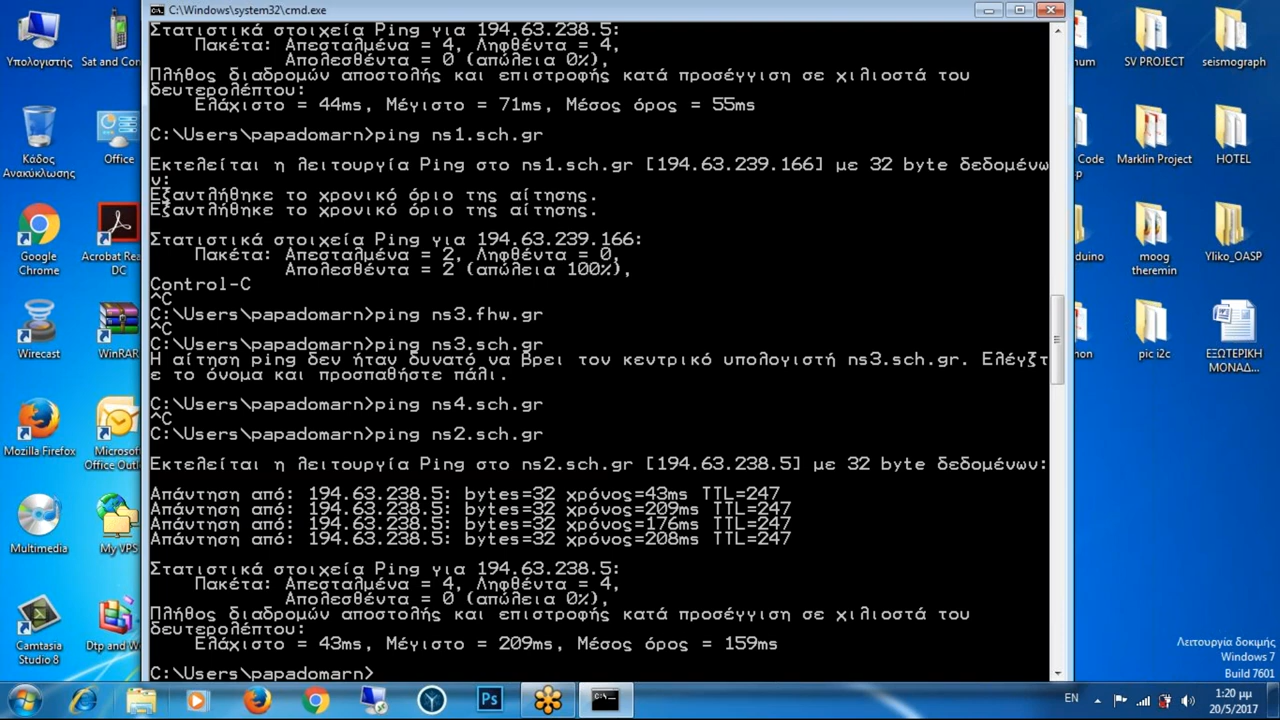 C:\Windows\system32\cmd.exe
Στατιστικά στοιχεία Ping για 194.63.238.5:
Πακέτα: Απεσταλμένα = 4, Ληφθέντα = 4,
Απολεσθέντα = 0 (απώλεια 0%),
Πλήθος διαδρομών αποστολής και επιστροφής κατά προσέγγιση σε χιλιοστά του
δευτερολέπτου:
Ελάχιστο = 44ms, Μέγιστο = 71ms, Μέσος όρος = 55ms
C:\Users\papadomarn>ping ns1.sch.gr
Εκτελείται η λειτουργία Ping στο ns1.sch.gr [194.63.239.166] με 32 byte δεδομένω
ν:
Εξαντλήθηκε το χρονικό όριο της αίτησης.
Εξαντλήθηκε το χρονικό όριο της αίτησης.
Στατιστικά στοιχεία Ping για 194.63.239.166:
Πακέτα: Απεσταλμένα = 2, Ληφθέντα = 0,
Απολεσθέντα = 2 (απώλεια 100%),
Control-C
^C
C:\Users\papadomarn>ping ns3.fhw.gr
^C
C:\Users\papadomarn>ping ns3.sch.gr
Η αίτηση ping δεν ήταν δυνατό να βρει τον κεντρικό υπολογιστή ns3.sch.gr. Ελέγξτ
ε το όνομα και προσπαθήστε πάλι.
C:\Users\papadomarn>ping ns4.sch.gr
^C
C:\Users\papadomarn>ping ns2.sch.gr
Εκτελείται η λειτουργία Ping στο ns2.sch.gr [194.63.238.5] με 32 byte δεδομένων:
Απάντηση από: 194.63.238.5: bytes=32 χρόνος=43ms TTL=247
Απάντηση από: 194.63.238.5: bytes=32 χρόνος=209ms TTL=247
Απάντηση από: 194.63.238.5: bytes=32 χρόνος=176ms TTL=247
Απάντηση από: 194.63.238.5: bytes=32 χρόνος=208ms TTL=247
Στατιστικά στοιχεία Ping για 194.63.238.5:
Πακέτα: Απεσταλμένα = 4, Ληφθέντα = 4,
Απολεσθέντα = 0 (απώλεια 0%),
Πλήθος διαδρομών αποστολής και επιστροφής κατά προσέγγιση σε χιλιοστά του
δευτερολέπτου:
Ελάχιστο = 43ms, Μέγιστο = 209ms, Μέσος όρος = 159ms
C:\Users\papadomarn>
Υπολογιστής
Sat and Con
Κάδος
Ανακύκλωσης
Office
Google
Chrome
Acrobat Rea
DC
Wirecast
WinRAR
Mozilla Firefox
Microso
Office Outl
Multimedia
My VPS
Camtasia
Studio 8
Dtp and W
num
SV PROJECT
seismograph
Code
sp
Marklin Project
HOTEL
duino
moog
theremin
Yliko_OASP
non
pic i2c
ΕΞΩΤΕΡΙΚΗ
ΜΟΝΑΔ...
Λειτουργία δοκιμής
Windows 7
Build 7601
Ps
C:\_
EN
1:20 μμ
20/5/2017